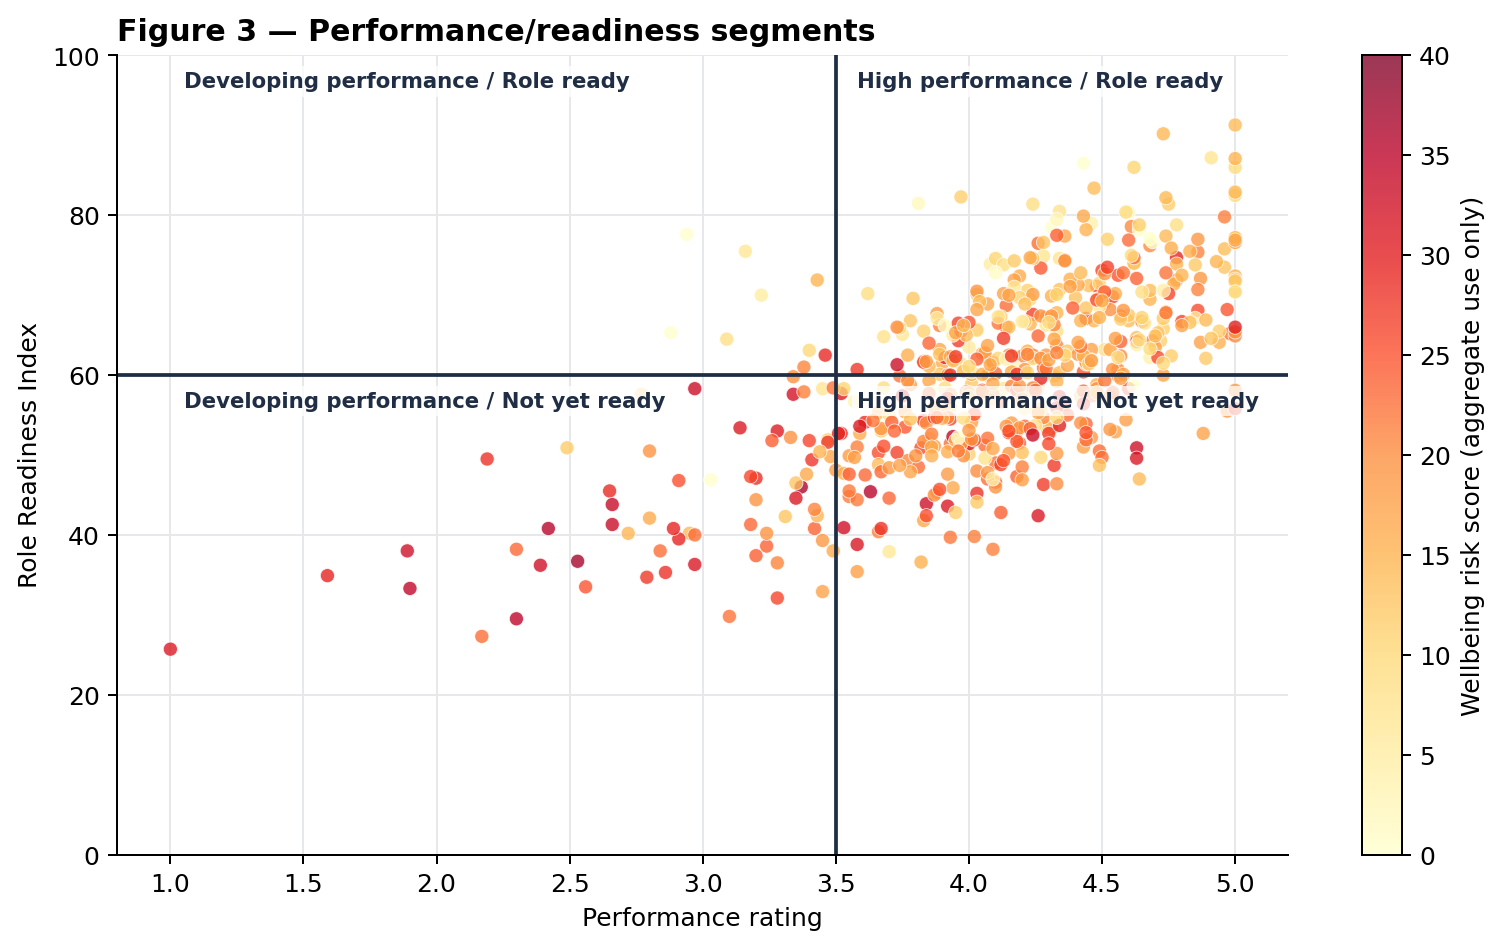 Figure 3 — Performance/readiness segments
Developing performance / Role ready
High performance / Role ready
Developing performance / Not yet ready
High performance / Not yet ready
Role Readiness Index
100
80
60
40
20
0
1.0 1.5 2.0 2.5 3.0 3.5 4.0 4.5 5.0
Performance rating
40
35
30
25
20
15
10
5
0
Wellbeing risk score (aggregate use only)